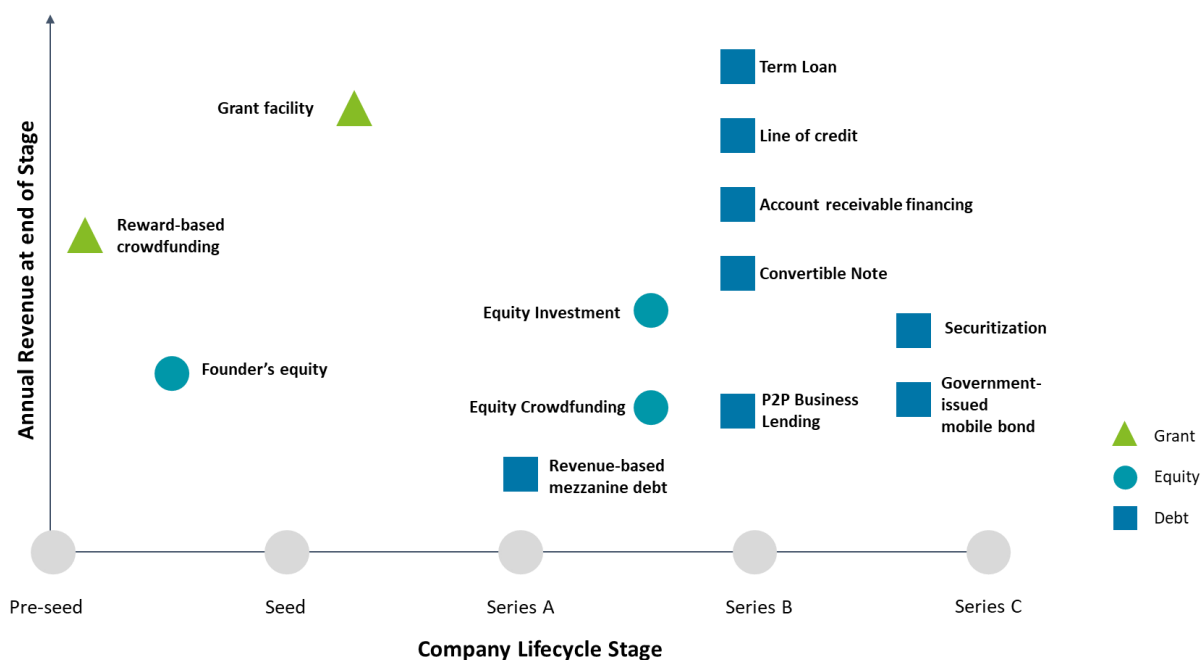 Annual Revenue at end of Stage
Term Loan
Grant facility
Line of credit
Account receivable financing
Reward-based
crowdfunding
Convertible Note
Equity Investment
Securitization
Founder’s equity
Equity Crowdfunding
P2P Business
Lending
Government-
issued
mobile bond
Revenue-based
mezzanine debt
Grant
Equity
Debt
Pre-seed
Seed
Series A
Series B
Series C
Company Lifecycle Stage